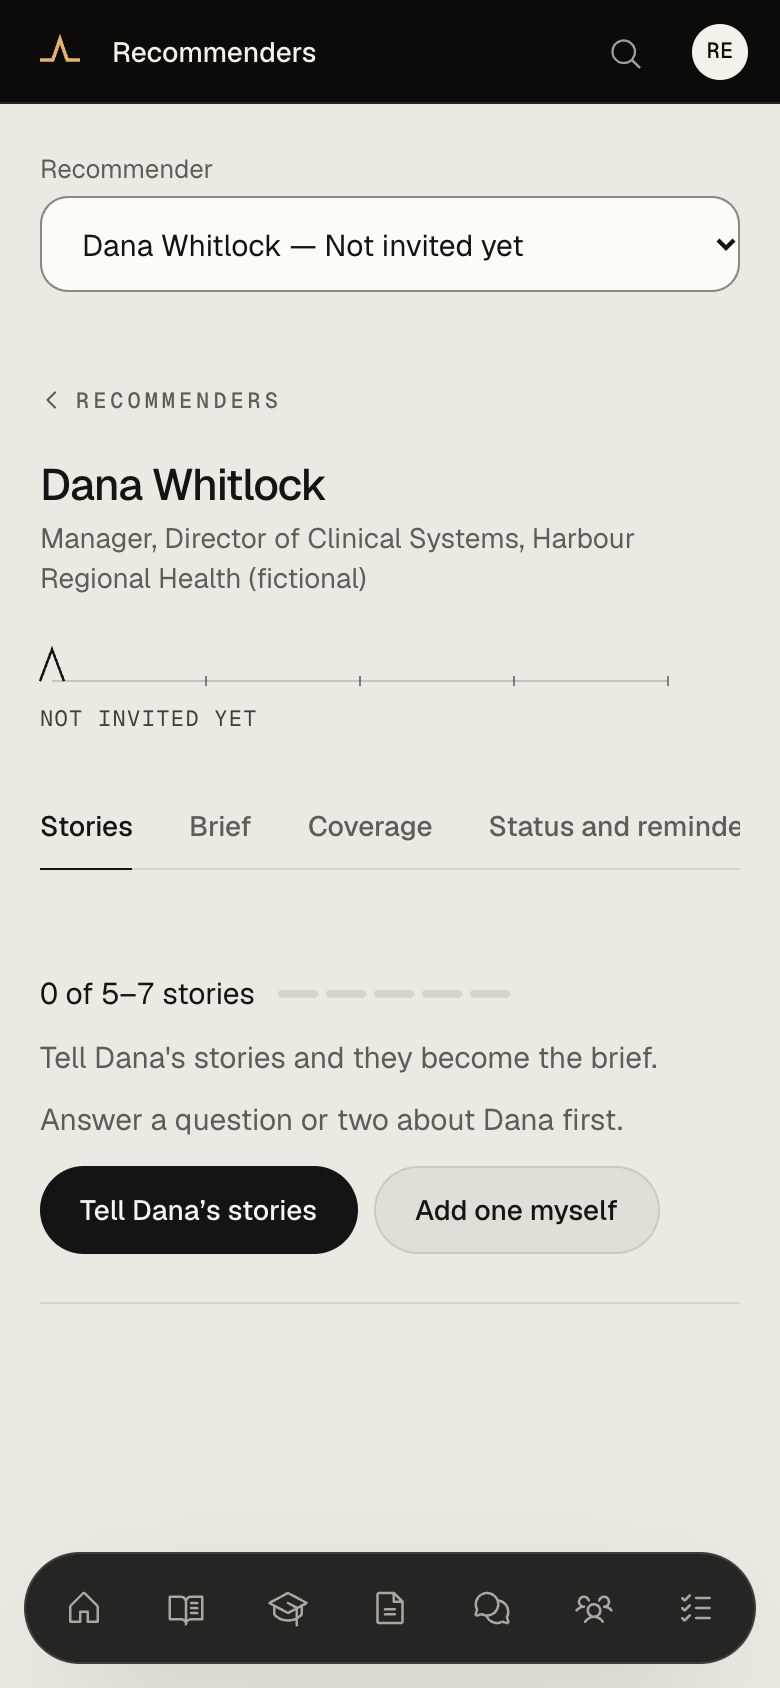 Recommenders
RE
Recommender
Dana Whitlock — Not invited yet
RECOMMENDERS
Dana Whitlock
Manager, Director of Clinical Systems, Harbour
Regional Health (fictional)
NOT INVITED YET
Stories Brief Coverage Status and reminde
0 of 5–7 stories
Tell Dana's stories and they become the brief.
Answer a question or two about Dana first.
Tell Dana’s stories Add one myself